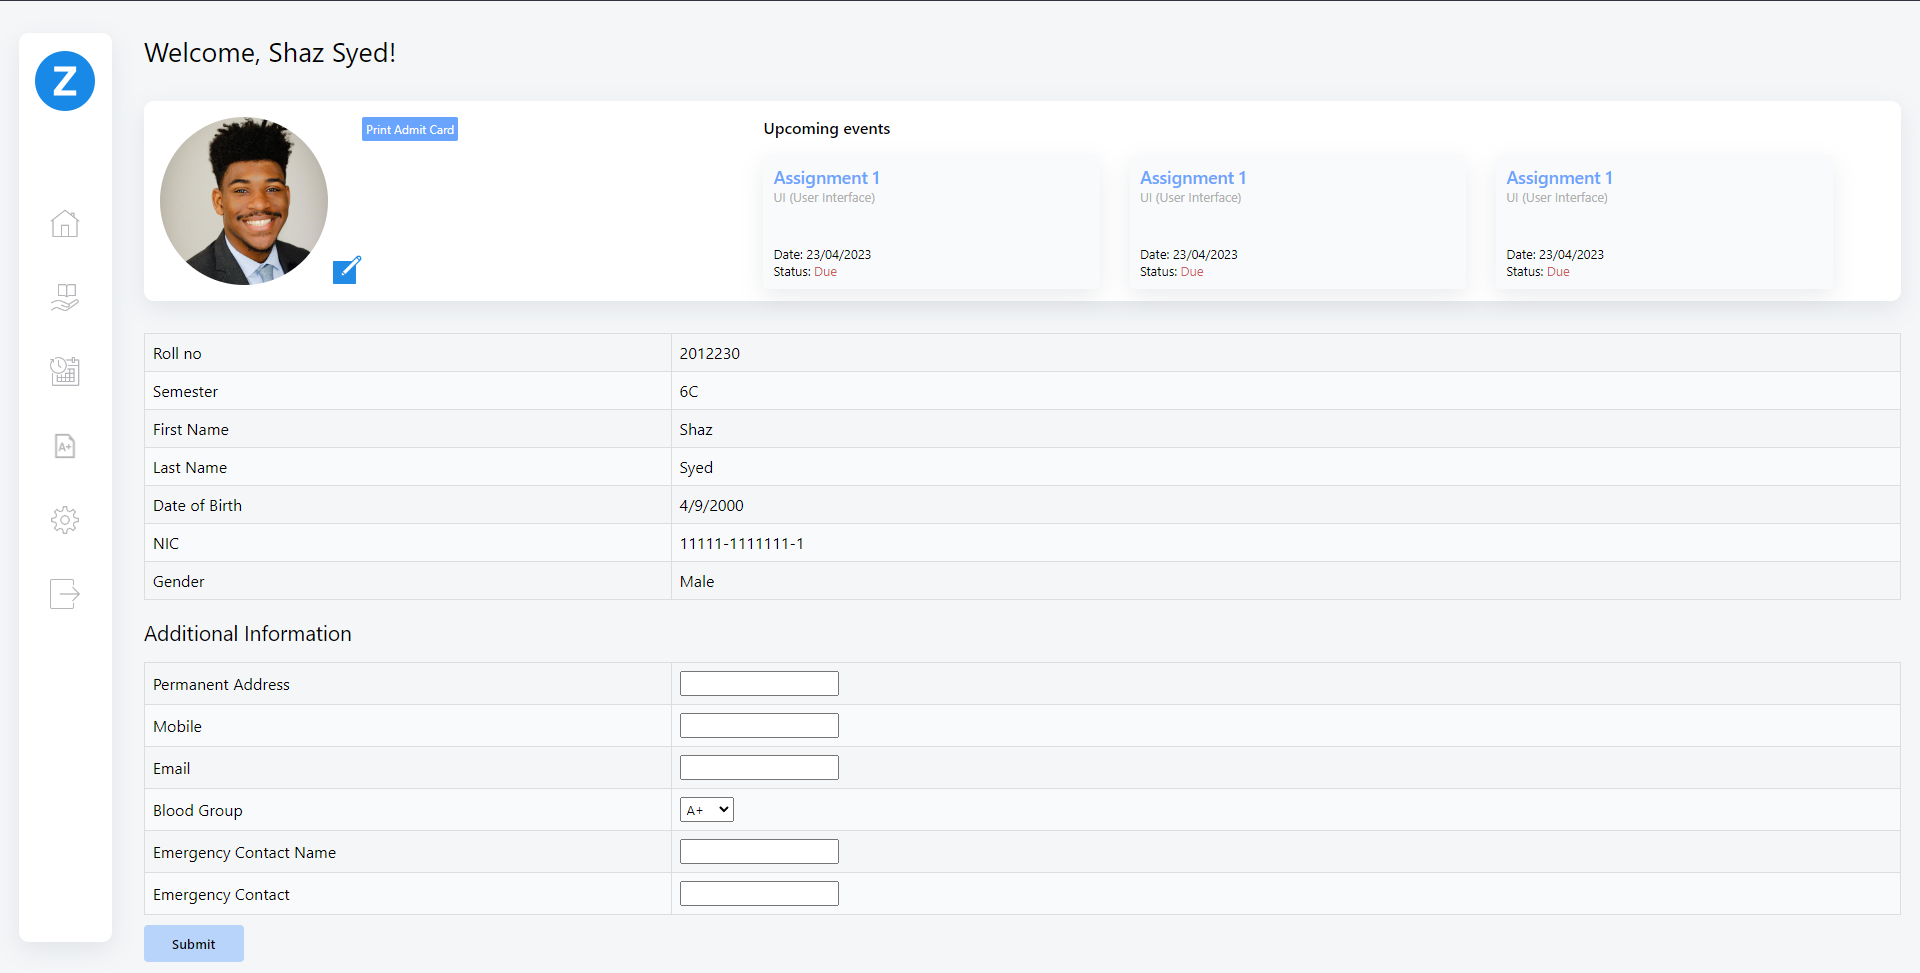 Z
Welcome, Shaz Syed!
Print Admit Card
Upcoming events
Assignment 1
UI (User Interface)
Date: 23/04/2023
Status: Due
Assignment 1
UI (User Interface)
Date: 23/04/2023
Status: Due
Assignment 1
UI (User Interface)
Date: 23/04/2023
Status: Due
A+
Roll no 2012230
Semester 6C
First Name Shaz
Last Name Syed
Date of Birth 4/9/2000
NIC 11111-1111111-1
Gender Male
Additional Information
Permanent Address
Mobile
Email
Blood Group A+
Emergency Contact Name
Emergency Contact
Submit